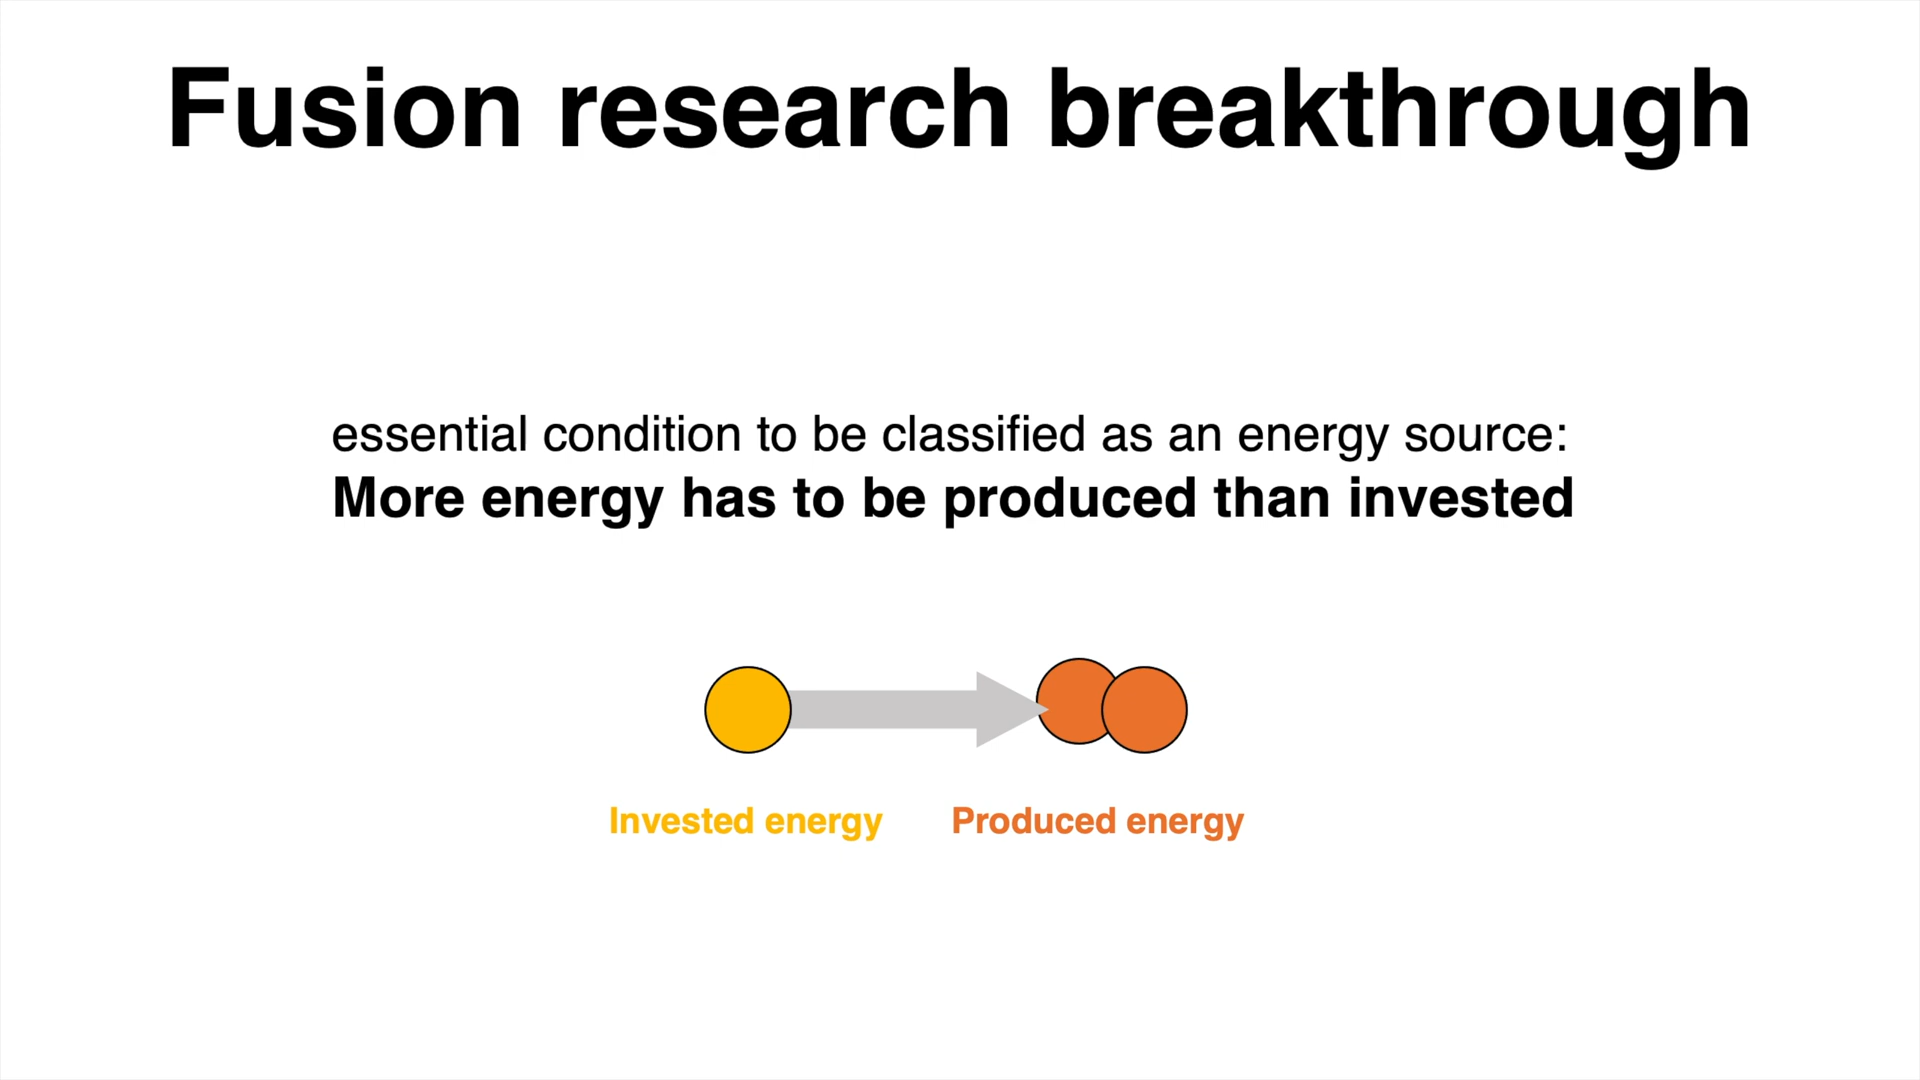 Fusion research breakthrough
essential condition to be classified as an energy source:
More energy has to be produced than invested
Invested energy
Produced energy